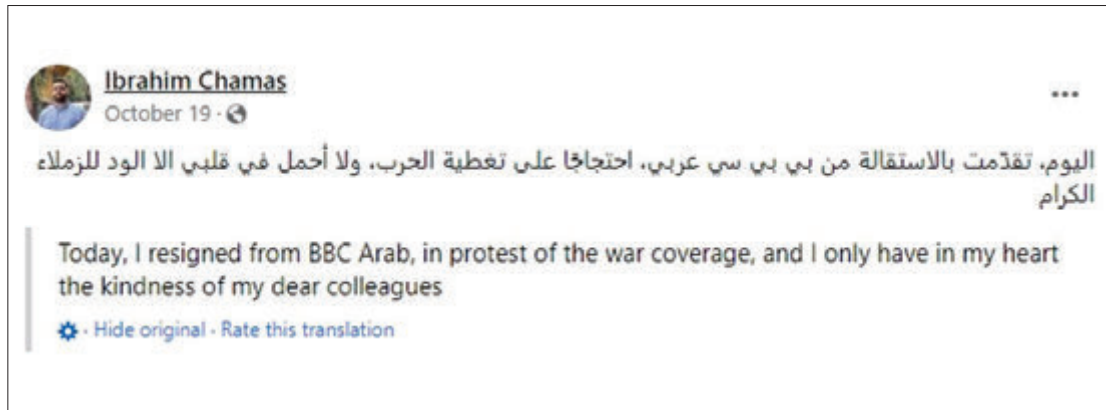 Ibrahim Chamas
October 19 ·
اليوم، تقدّمت بالاستقالة من بي بي سي عربي، احتجاجًا على تغطية الحرب، ولا أحمل في قلبي الا الود للزملاء
الكرام
Today, I resigned from BBC Arab, in protest of the war coverage, and I only have in my heart
the kindness of my dear colleagues
· Hide original · Rate this translation